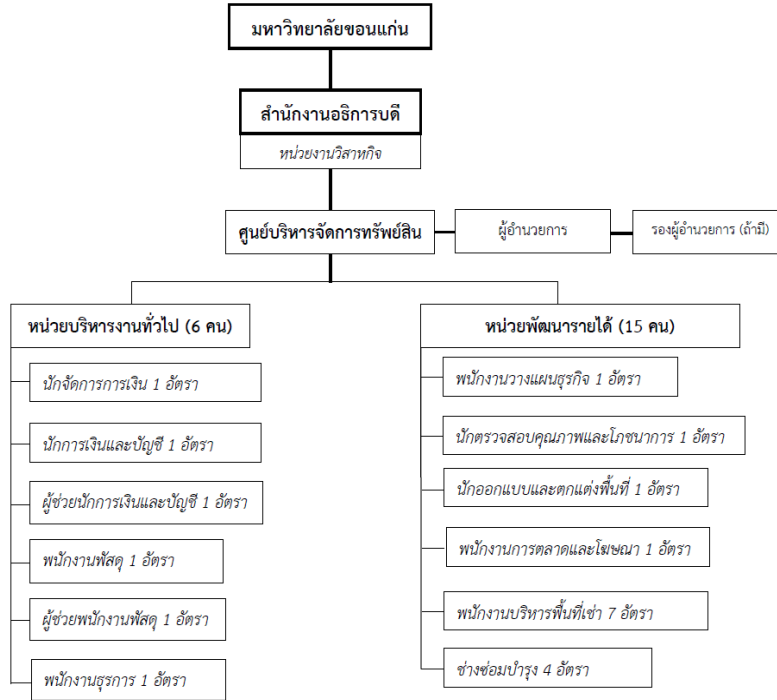 มหาวิทยาลัยขอนแก่น
สำนักงานอธิการบดี
หน่วยงานวิสาหกิจ
ศูนย์บริหารจัดการทรัพย์สิน
ผู้อำนวยการ
รองผู้อำนวยการ (ถ้ามี)
หน่วยบริหารงานทั่วไป (6 คน)
นักจัดการการเงิน 1 อัตรา
นักการเงินและบัญชี 1 อัตรา
ผู้ช่วยนักการเงินและบัญชี 1 อัตรา
พนักงานพัสดุ 1 อัตรา
ผู้ช่วยพนักงานพัสดุ 1 อัตรา
พนักงานธุรการ 1 อัตรา
หน่วยพัฒนารายได้ (15 คน)
พนักงานวางแผนธุรกิจ 1 อัตรา
นักตรวจสอบคุณภาพและโภชนาการ 1 อัตรา
นักออกแบบและตกแต่งพื้นที่ 1 อัตรา
พนักงานการตลาดและโฆษณา 1 อัตรา
พนักงานบริหารพื้นที่เช่า 7 อัตรา
ช่างซ่อมบำรุง 4 อัตรา